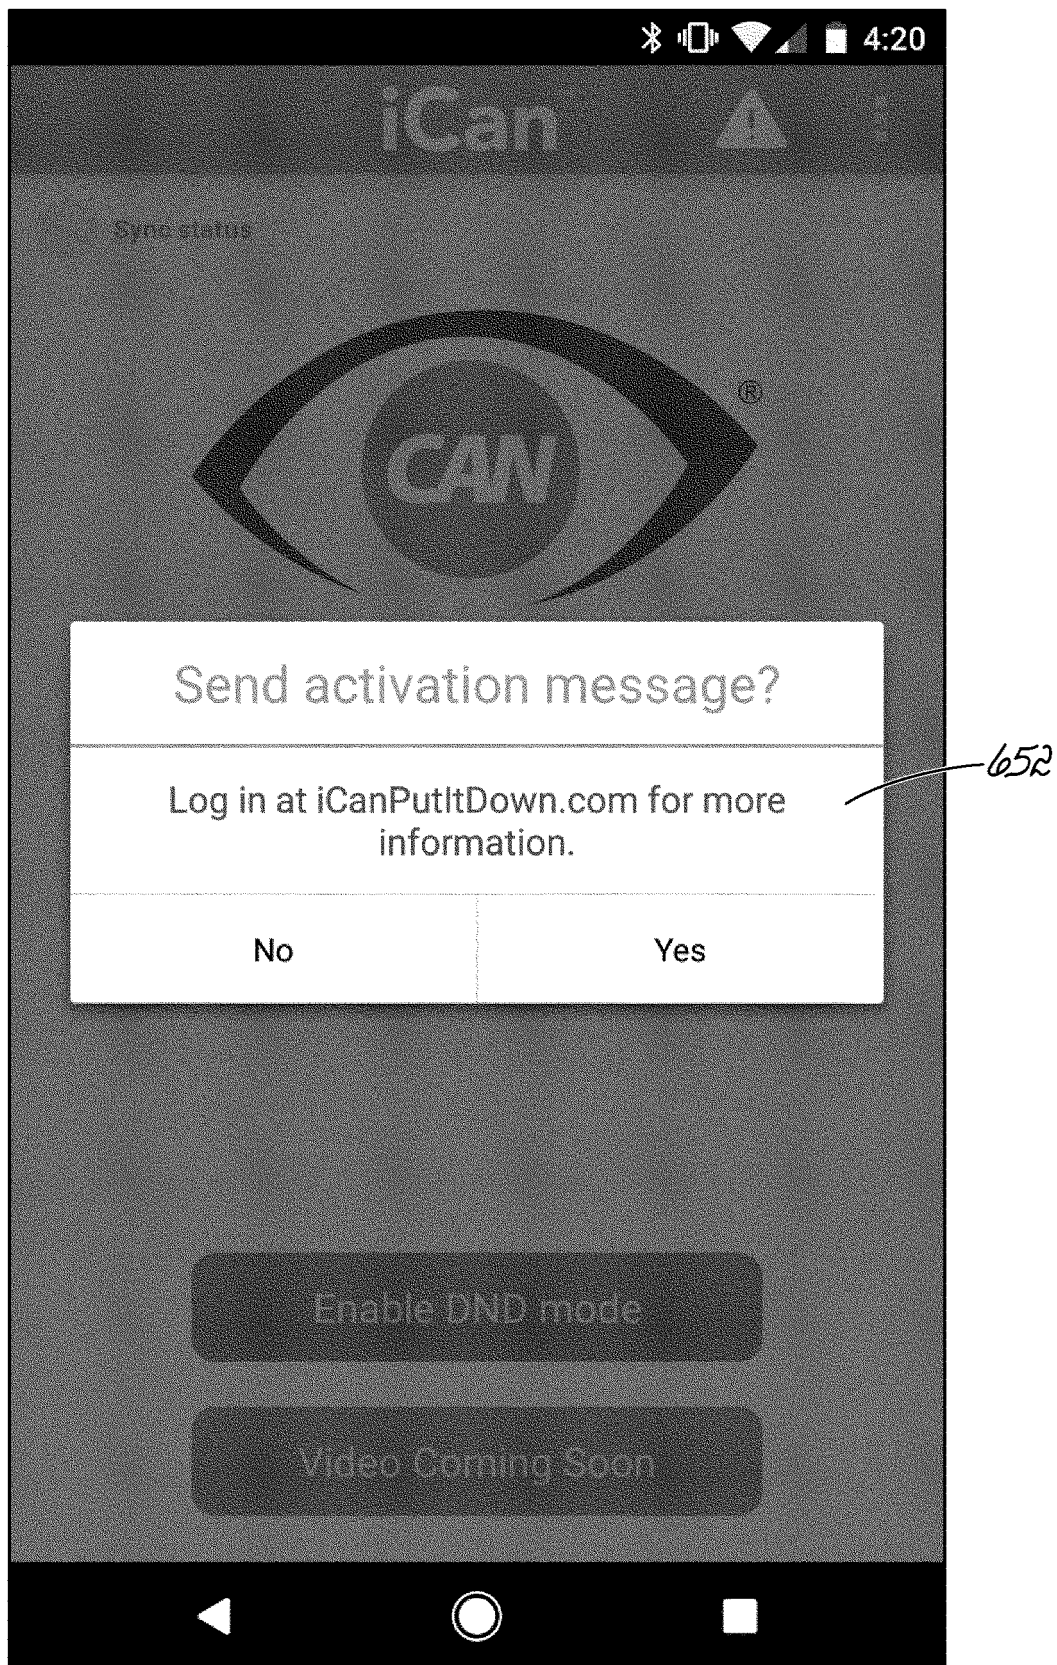 4:20
iCan
Sync status
®
CAN
Send activation message?
Log in at iCanPutItDown.com for more
information.
652
No
Yes
Enable DND mode
Video Coming Soon